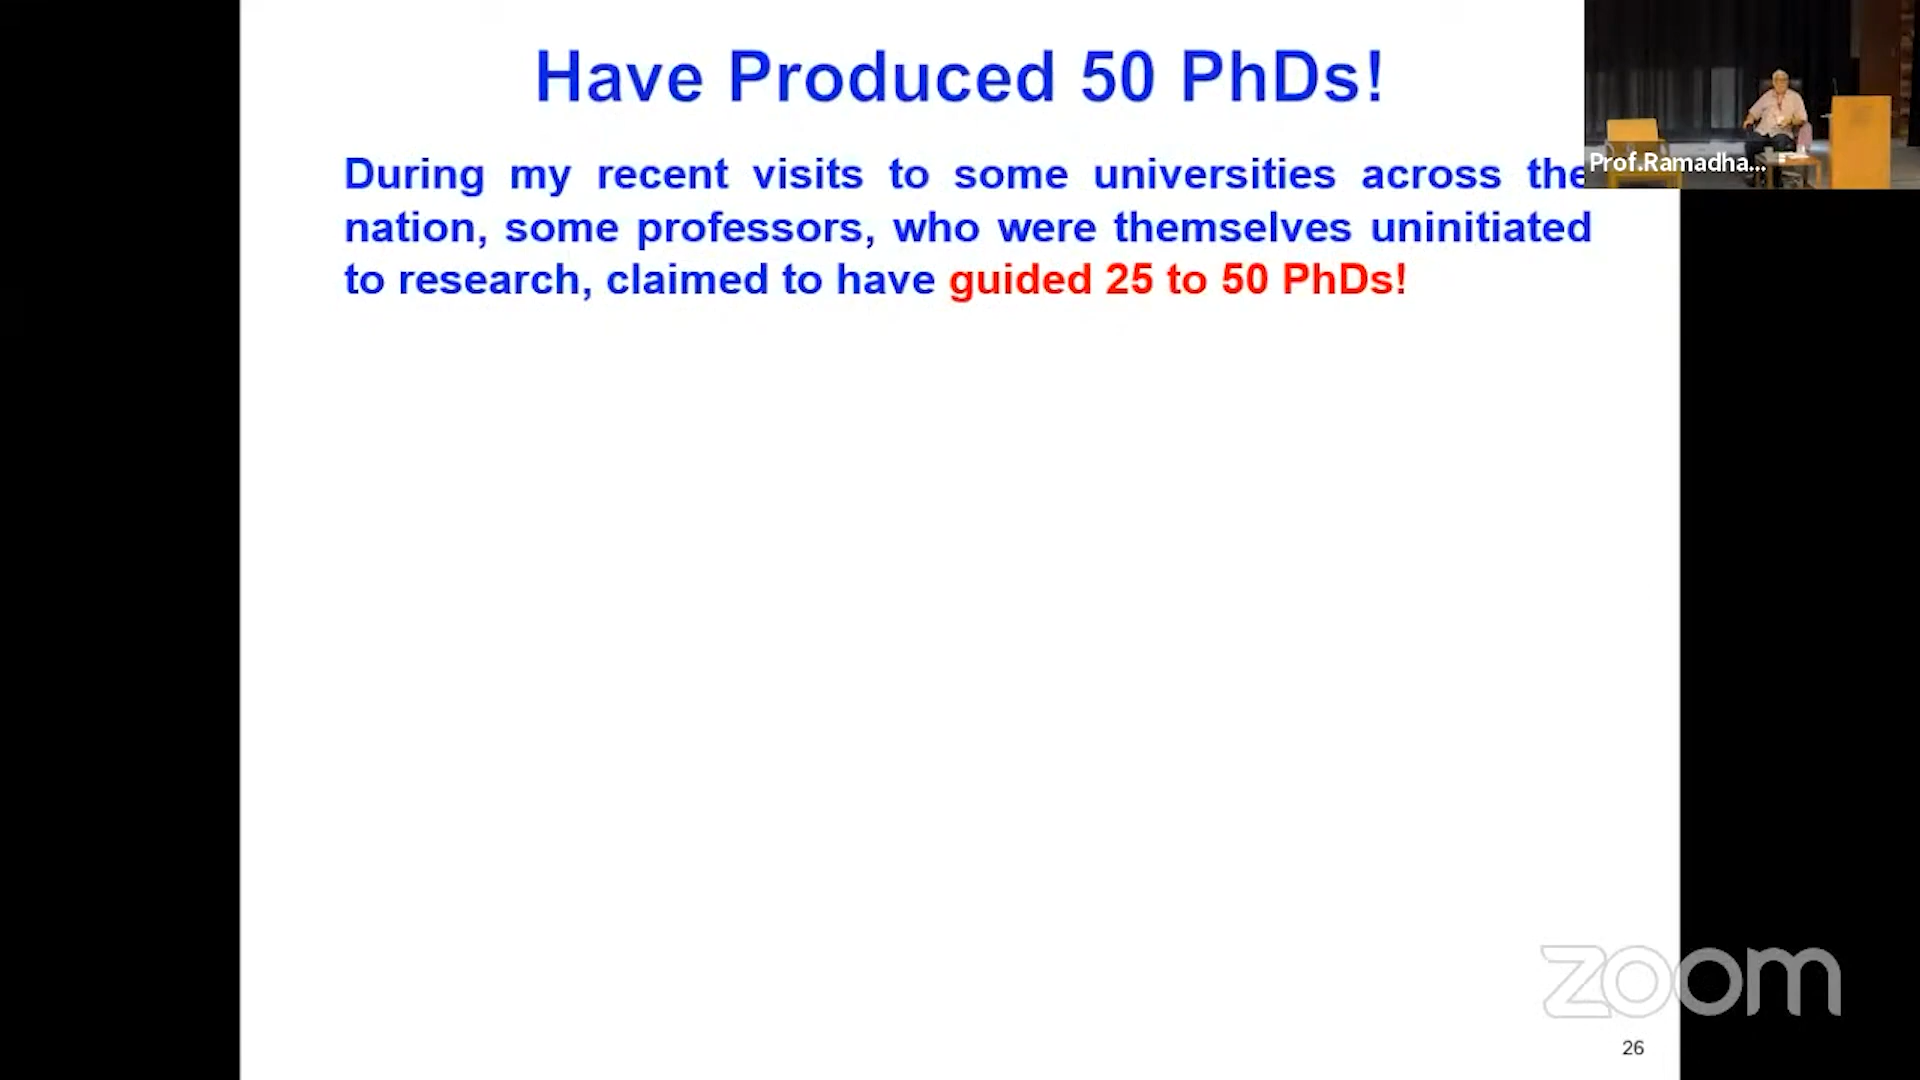 Have Produced 50 PhDs!
During my recent visits to some universities across the
nation, some professors, who were themselves uninitiated
to research, claimed to have guided 25 to 50 PhDs!
Prof.Ramadha...
zoom
26